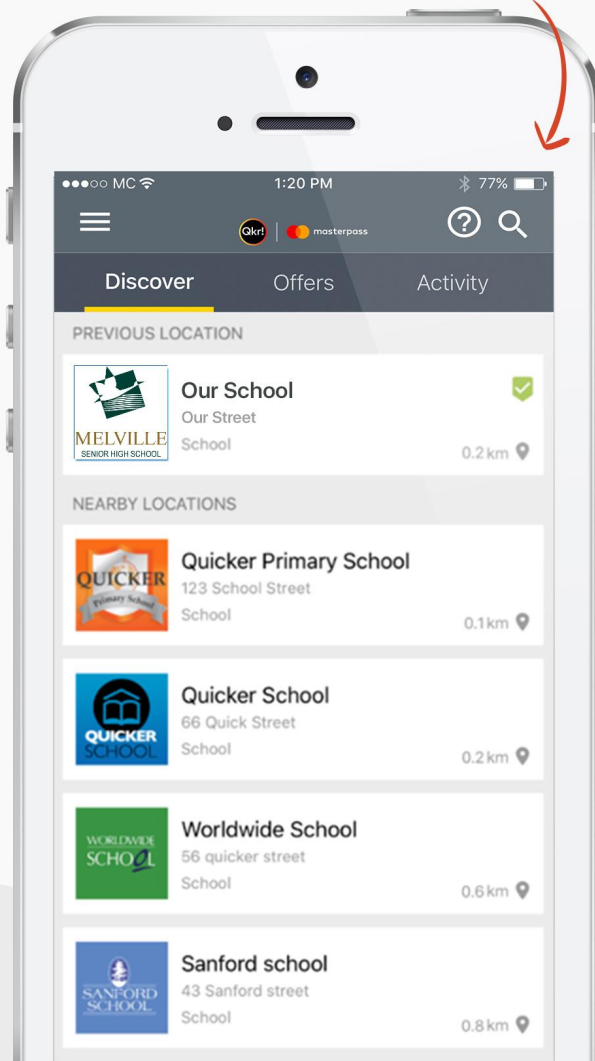 MC
1:20 PM
77%
Qkr!
masterpass
Discover
Offers
Activity
PREVIOUS LOCATION
MELVILLE
SENIOR HIGH SCHOOL
Our School
Our Street
School
0.2 km
NEARBY LOCATIONS
QUICKER
Primary School
Quicker Primary School
123 School Street
School
0.1 km
QUICKER
SCHOOL
Quicker School
66 Quick Street
School
0.2 km
WORLDWIDE
SCHOOL
Worldwide School
56 quicker street
School
0.6 km
SANFORD
SCHOOL
Sanford school
43 Sanford street
School
0.8 km